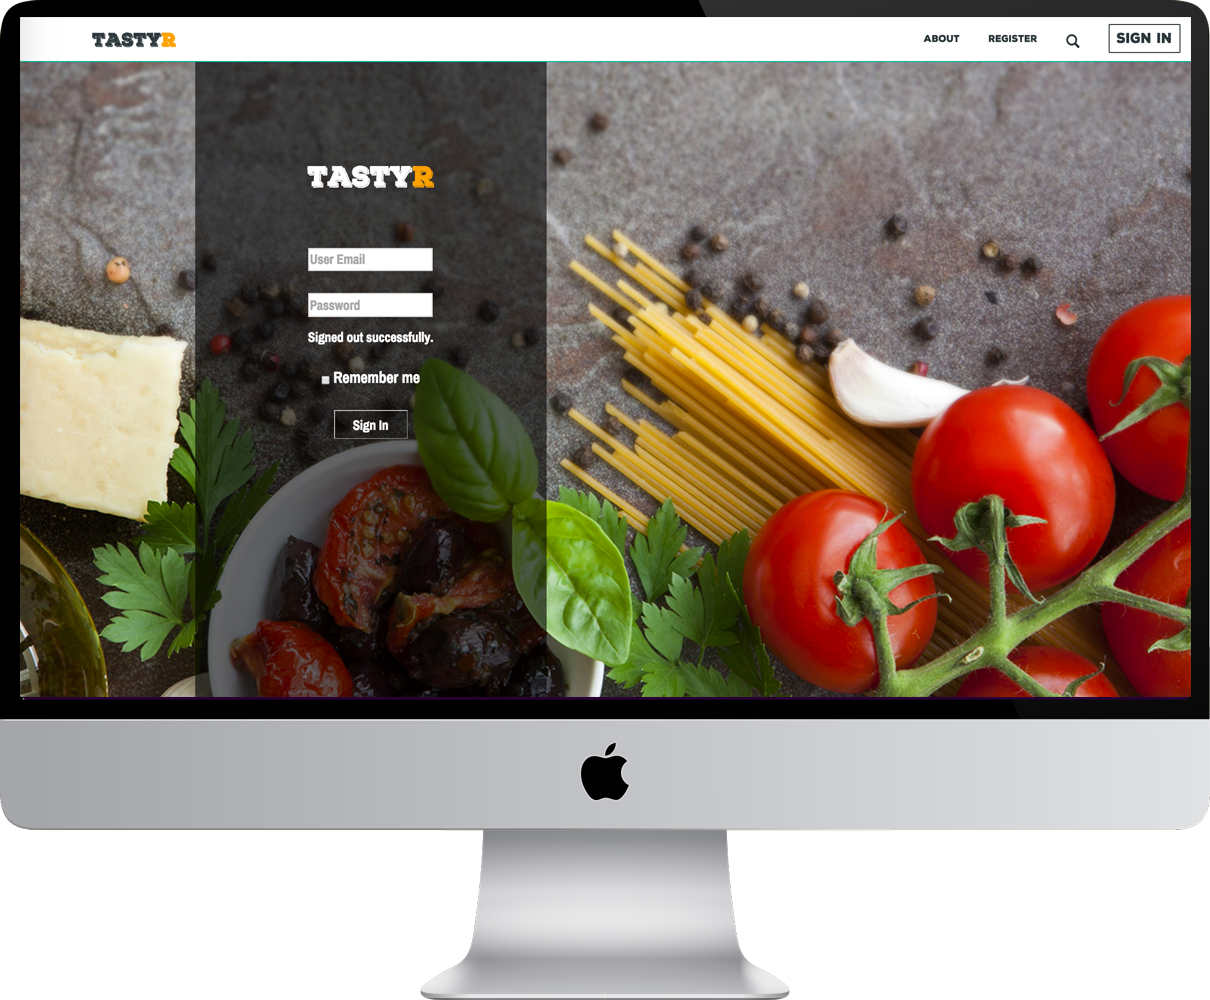 TASTYR
ABOUT REGISTER SIGN IN
TASTYR
User Email
Password
Signed out successfully.
Remember me
Sign In